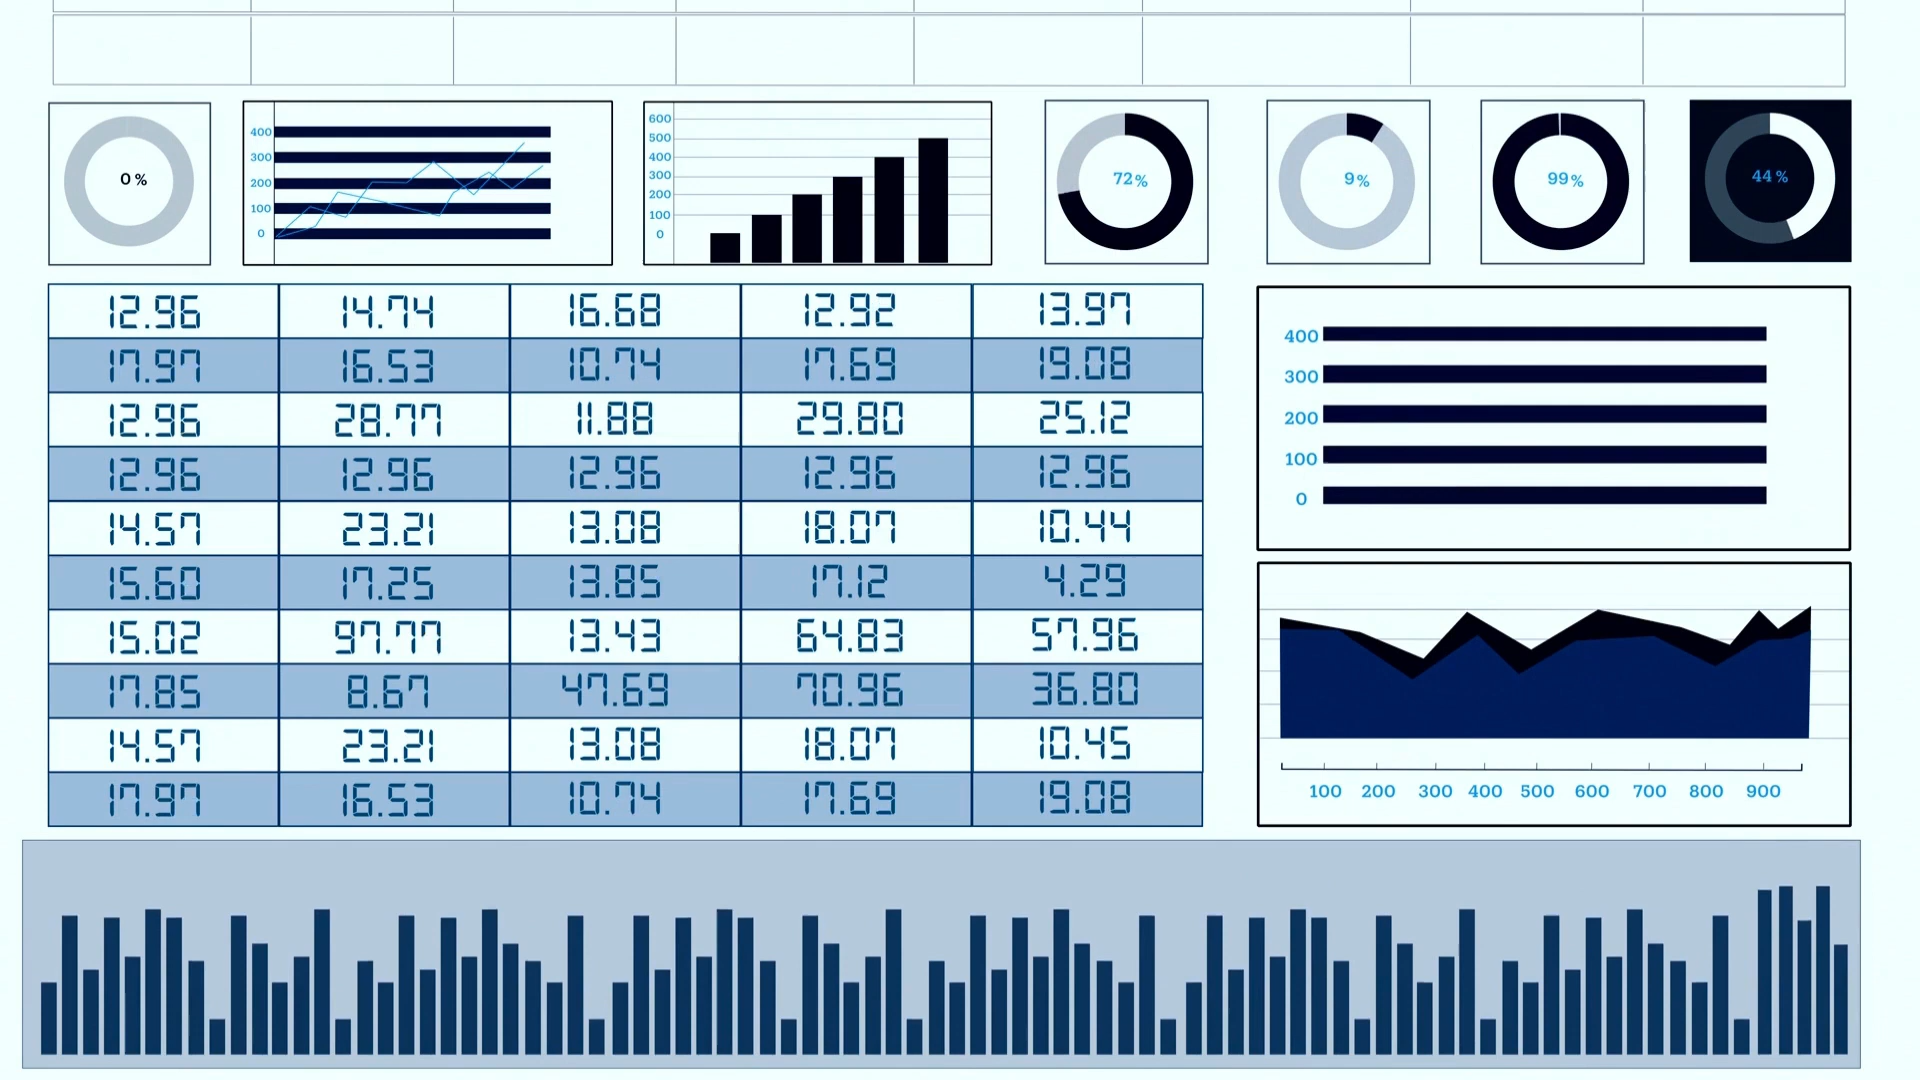 0 %
400
300
200
100
0
600
500
400
300
200
100
0
72 %
9 %
99 %
44 %
12.96 14.74 16.68 12.92 13.97
17.97 16.53 10.74 17.69 19.08
12.96 28.77 11.88 29.80 25.12
12.96 12.96 12.96 12.96 12.96
14.57 23.21 13.08 18.07 10.44
15.60 17.25 13.85 17.12 4.29
15.02 97.77 13.43 64.83 57.96
17.85 8.67 47.69 70.96 36.80
14.57 23.21 13.08 18.07 10.45
17.97 16.53 10.74 17.69 19.08
400
300
200
100
0
100 200 300 400 500 600 700 800 900